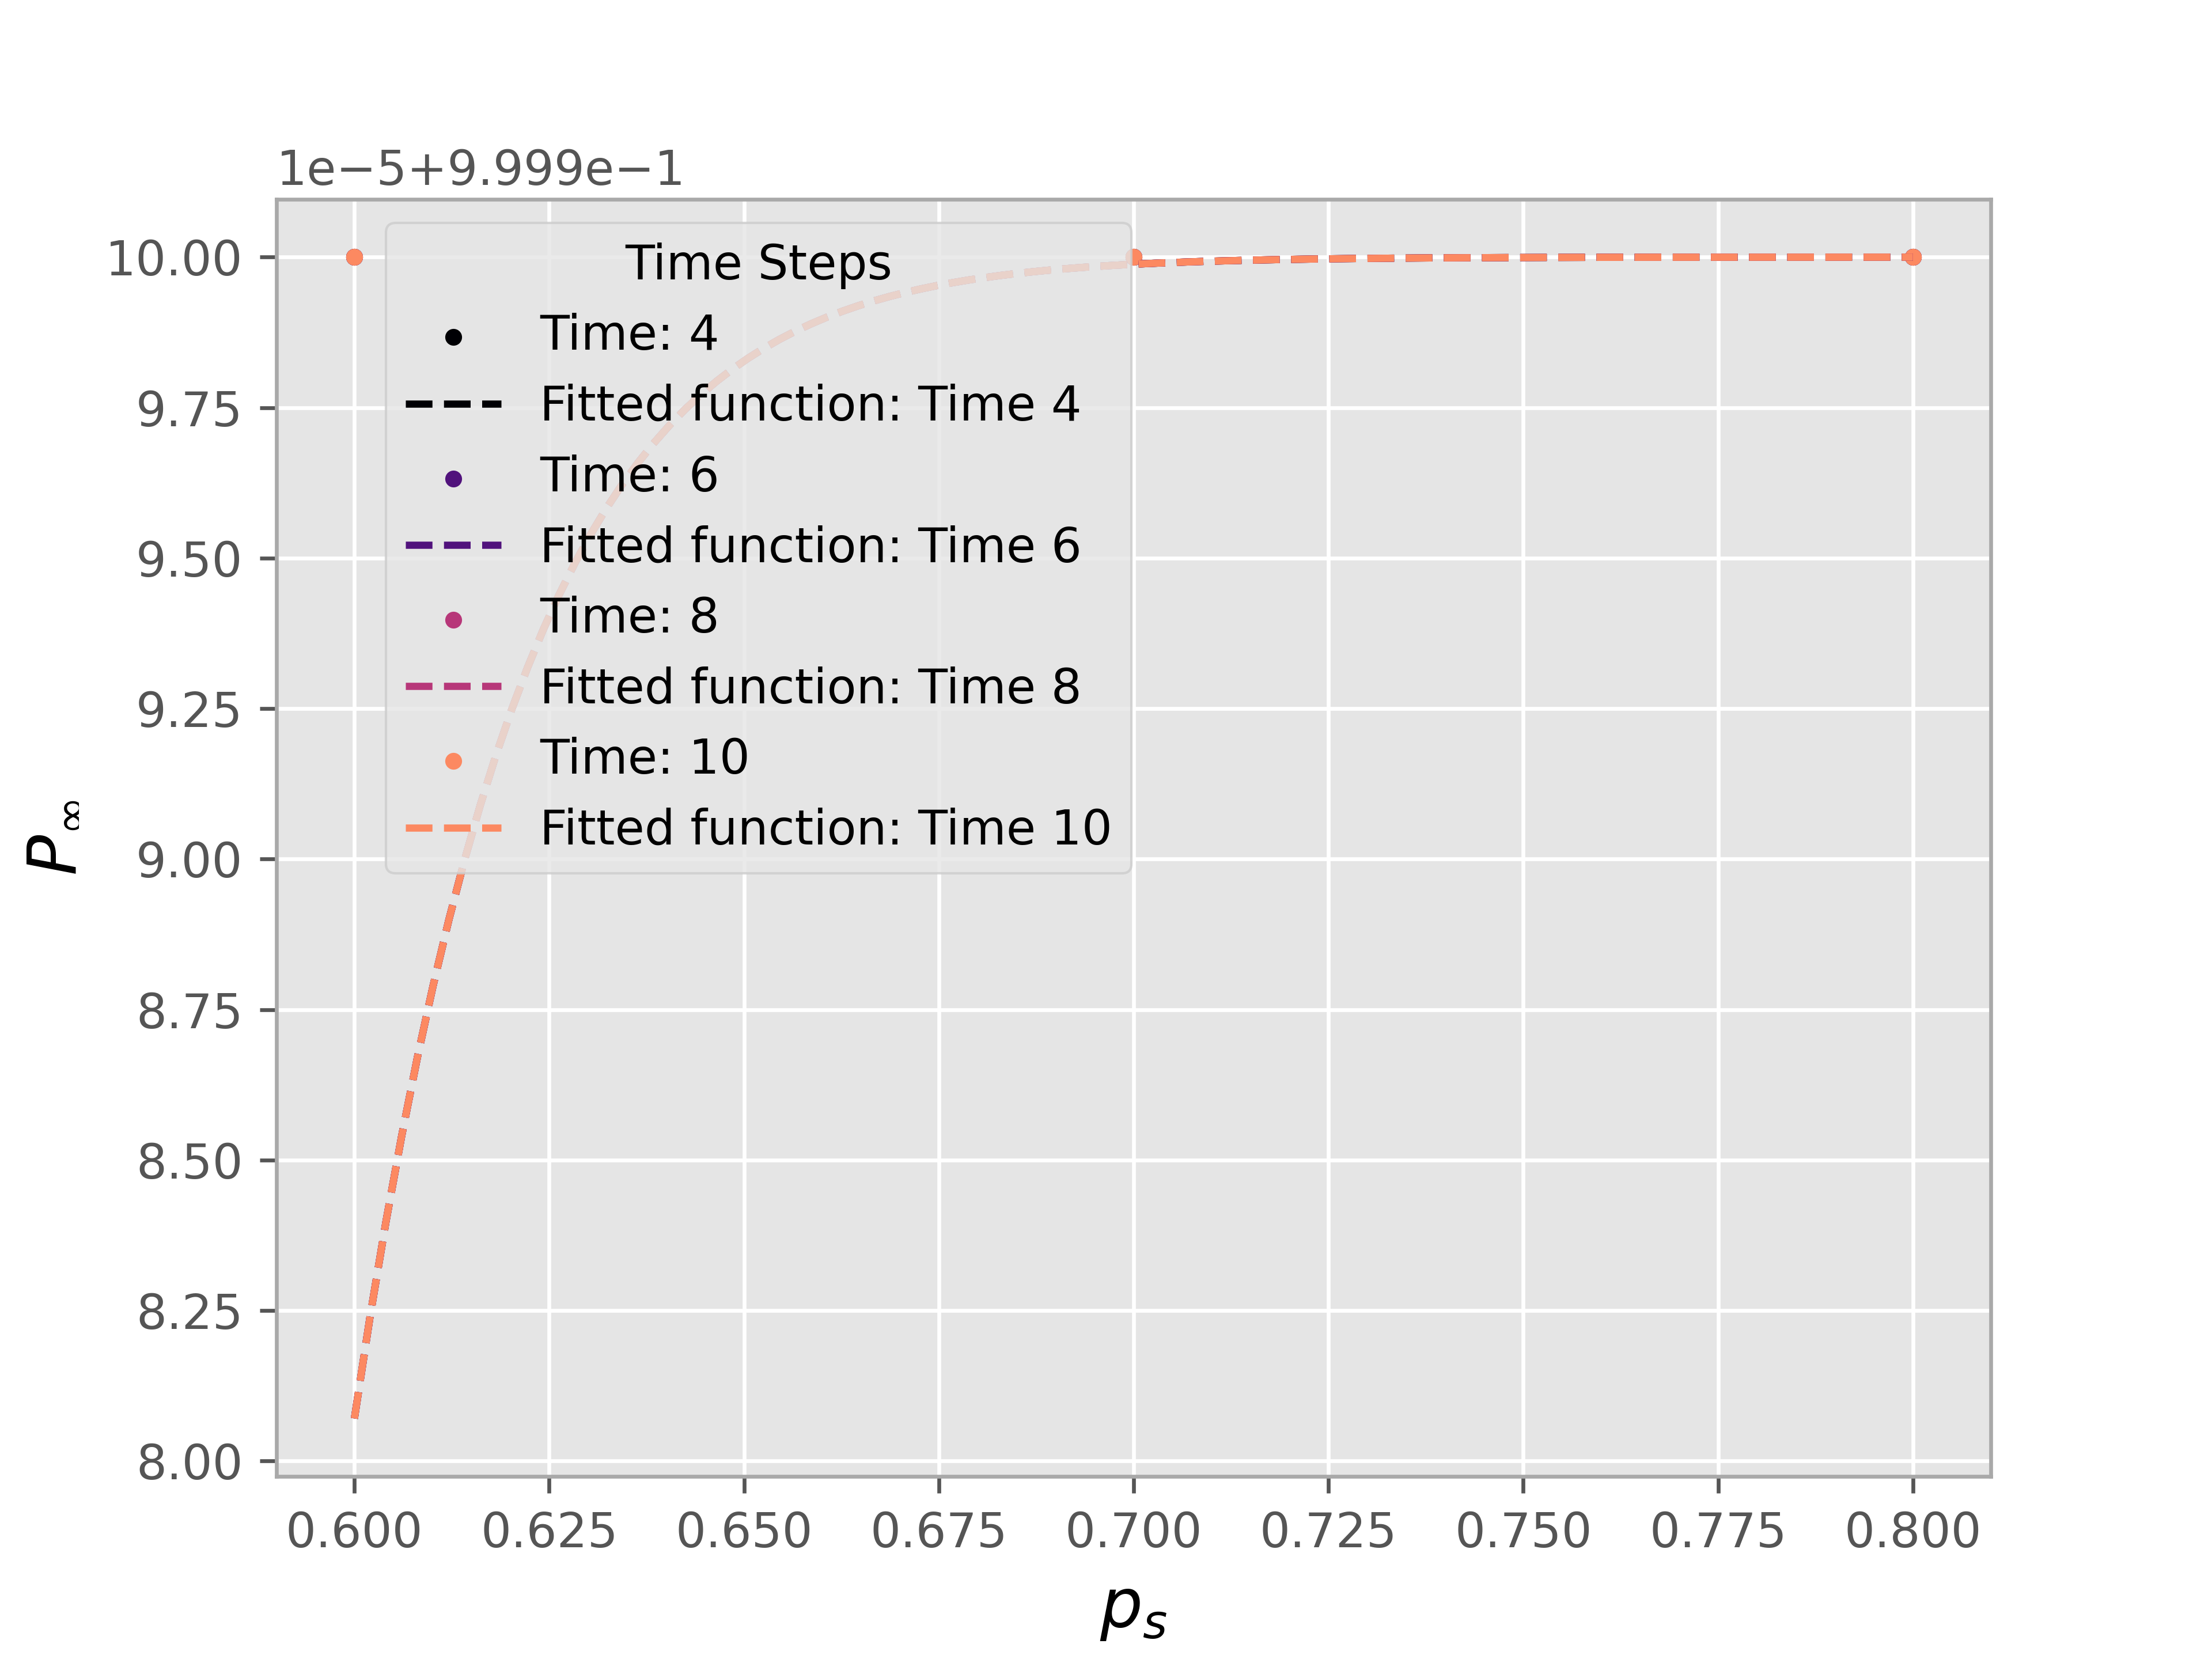 1e−5+9.999e−1
10.00
9.75
9.50
9.25
9.00
8.75
8.50
8.25
8.00
P∞
Time Steps
Time: 4
Fitted function: Time 4
Time: 6
Fitted function: Time 6
Time: 8
Fitted function: Time 8
Time: 10
Fitted function: Time 10
0.600 0.625 0.650 0.675 0.700 0.725 0.750 0.775 0.800
pₛ